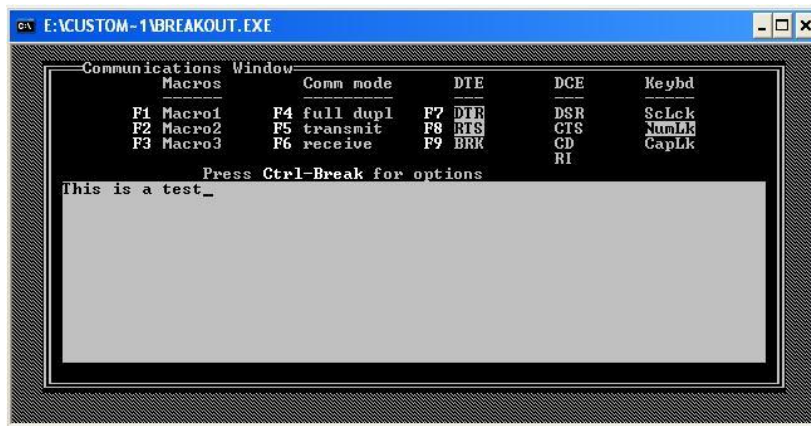 E:\CUSTOM~1\BREAKOUT.EXE
Communications Window
Macros Comm mode DTE DCE Keybd
------ --------- --- --- -----
F1 Macro1 F4 full dupl F7 DTR DSR ScLck
F2 Macro2 F5 transmit F8 RTS CTS NumLk
F3 Macro3 F6 receive F9 BRK CD CapLk
RI
Press Ctrl-Break for options
This is a test_